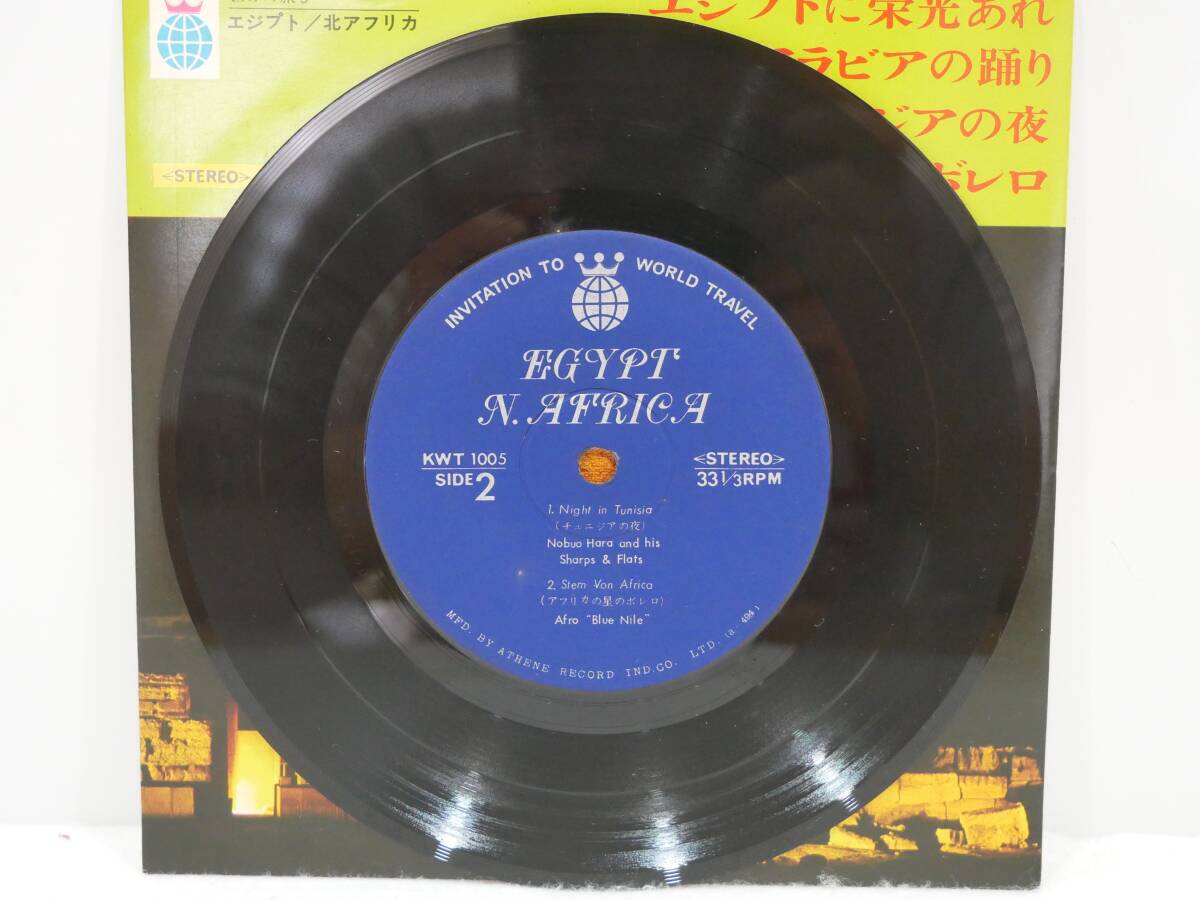 エジプト/北アフリカ
<STEREO>
エジプトに栄光あれ
アラビアの踊り
ジアの夜
ボレロ
INVITATION TO WORLD TRAVEL
EGYPT
N. AFRICA
KWT 1005
SIDE 2
<STEREO>
33 1/3 RPM
1. Night in Tunisia
(チュニジアの夜)
Nobuo Hara and his
Sharps & Flats
2. Stern Von Africa
(アフリカの星のボレロ)
Afro "Blue Nile"
MFD. BY ATHENE RECORD IND.CO. LTD.